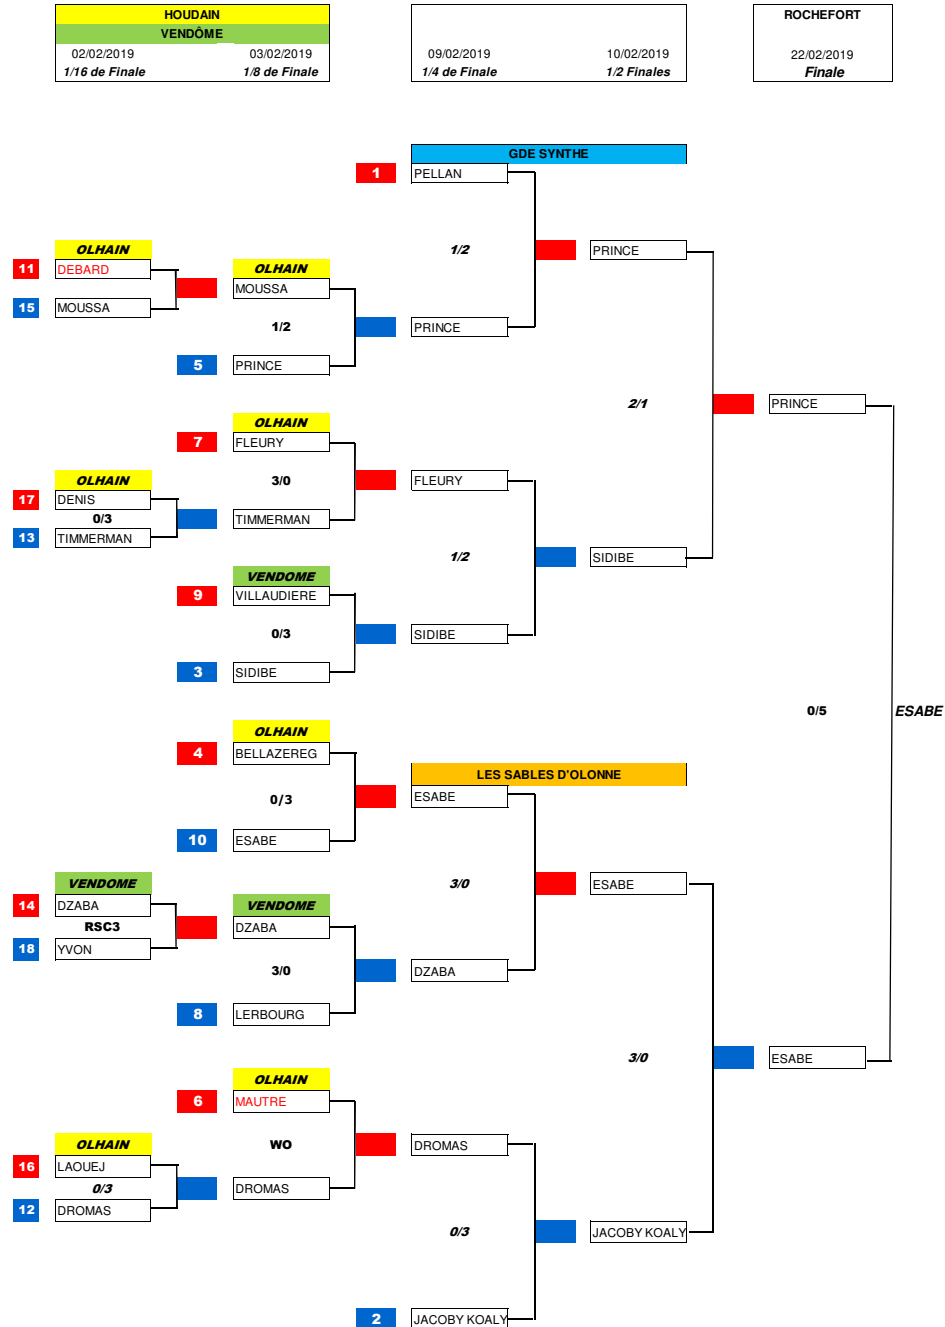 HOUDAIN
VENDÔME
02/02/2019 03/02/2019
1/16 de Finale 1/8 de Finale
09/02/2019 10/02/2019
1/4 de Finale 1/2 Finales
ROCHEFORT
22/02/2019
Finale
GDE SYNTHE
1 PELLAN
OLHAIN
1/2
PRINCE
11 DEBARD
OLHAIN
MOUSSA
15 MOUSSA
1/2
PRINCE
5 PRINCE
2/1
PRINCE
OLHAIN
7 FLEURY
OLHAIN
3/0
FLEURY
17 DENIS
0/3
TIMMERMAN
13 TIMMERMAN
1/2
SIDIBE
VENDOME
9 VILLAUDIERE
0/3
SIDIBE
3 SIDIBE
0/5
ESABE
OLHAIN
4 BELLAZEREG
LES SABLES D'OLONNE
0/3
ESABE
10 ESABE
VENDOME
3/0
ESABE
14 DZABA
VENDOME
RSC3
DZABA
18 YVON
3/0
DZABA
8 LERBOURG
3/0
ESABE
OLHAIN
6 MAUTRE
OLHAIN
WO
DROMAS
16 LAOUEJ
0/3
DROMAS
12 DROMAS
0/3
JACOBY KOALY
2 JACOBY KOALY